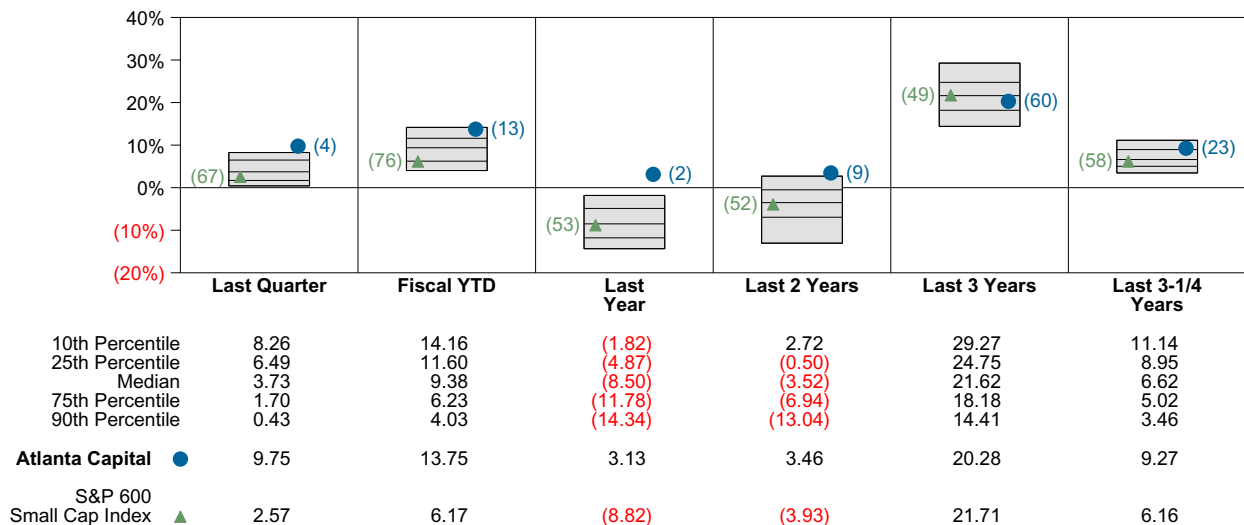 40%
30%
20%
10%
0%
(10%)
(20%)
(67) (4)
(76) (13)
(53) (2)
(52) (9)
(49) (60)
(58) (23)
Last Quarter Fiscal YTD Last Year Last 2 Years Last 3 Years Last 3-1/4 Years
10th Percentile 8.26 14.16 (1.82) 2.72 29.27 11.14
25th Percentile 6.49 11.60 (4.87) (0.50) 24.75 8.95
Median 3.73 9.38 (8.50) (3.52) 21.62 6.62
75th Percentile 1.70 6.23 (11.78) (6.94) 18.18 5.02
90th Percentile 0.43 4.03 (14.34) (13.04) 14.41 3.46
Atlanta Capital 9.75 13.75 3.13 3.46 20.28 9.27
S&P 600
Small Cap Index 2.57 6.17 (8.82) (3.93) 21.71 6.16